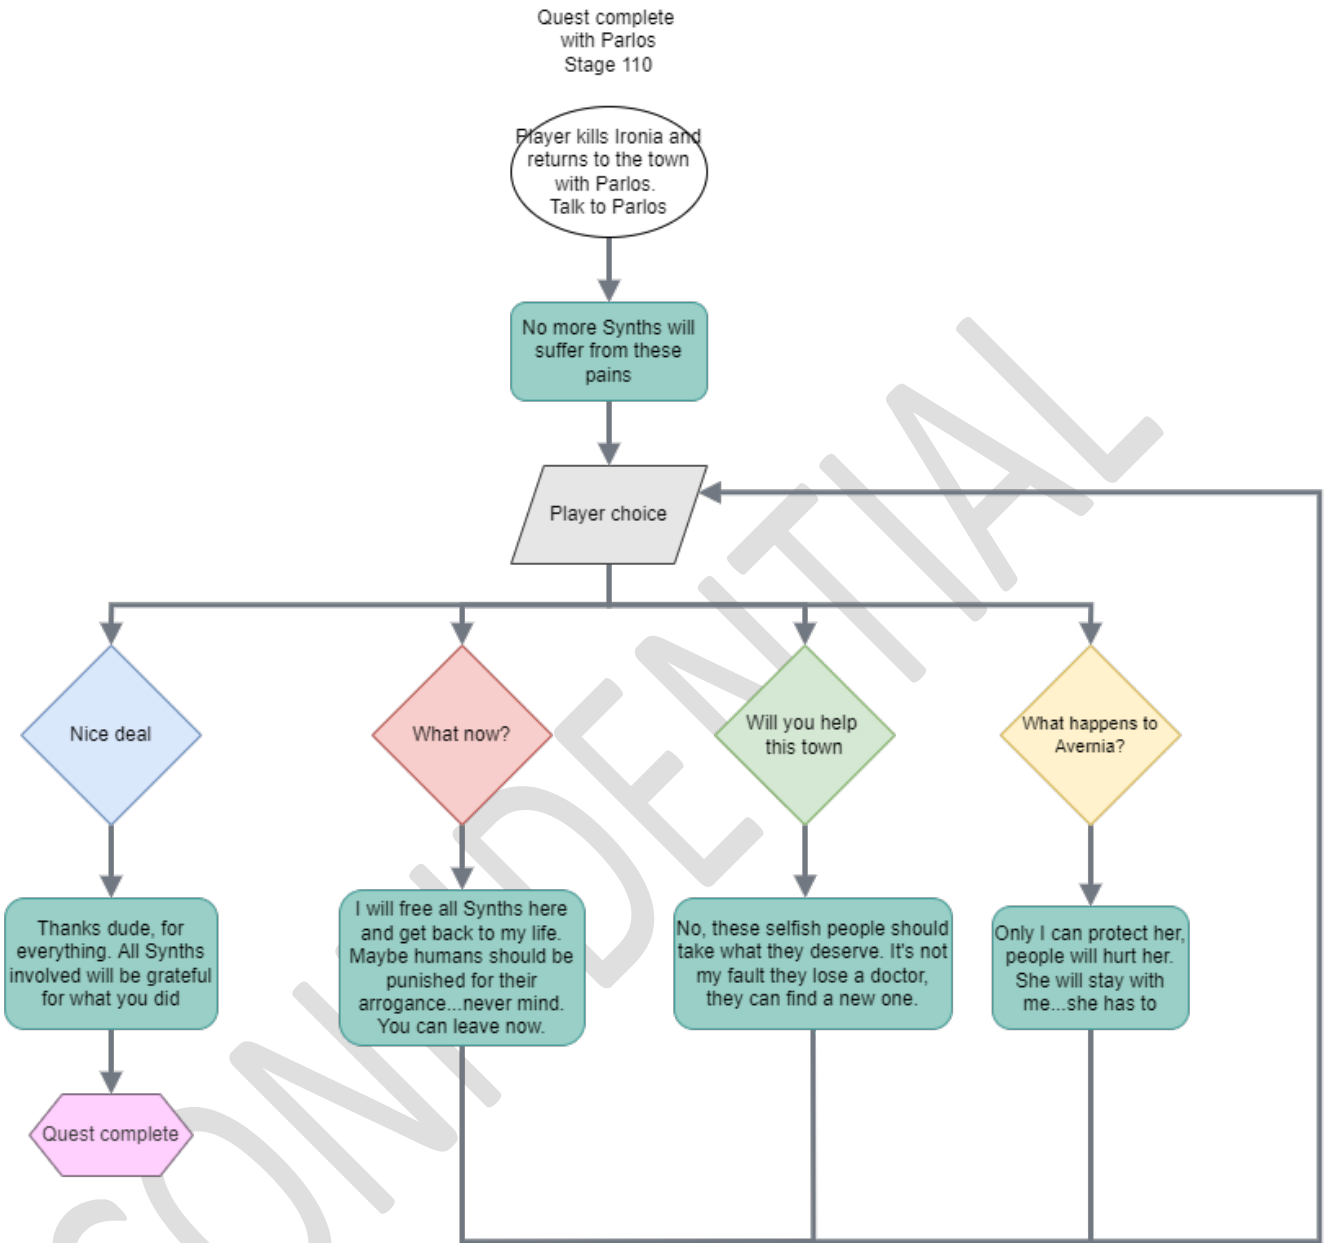 Quest complete
with Parlos
Stage 110
Player kills Ironia and
returns to the town
with Parlos.
Talk to Parlos
No more Synths will
suffer from these
pains
Player choice
Nice deal
What now?
Will you help
this town
What happens to
Avernia?
Thanks dude, for
everything. All Synths
involved will be grateful
for what you did
I will free all Synths here
and get back to my life.
Maybe humans should be
punished for their
arrogance...never mind.
You can leave now.
No, these selfish people should
take what they deserve. It's not
my fault they lose a doctor,
they can find a new one.
Only I can protect her,
people will hurt her.
She will stay with
me...she has to
Quest complete
CONFIDENTIAL